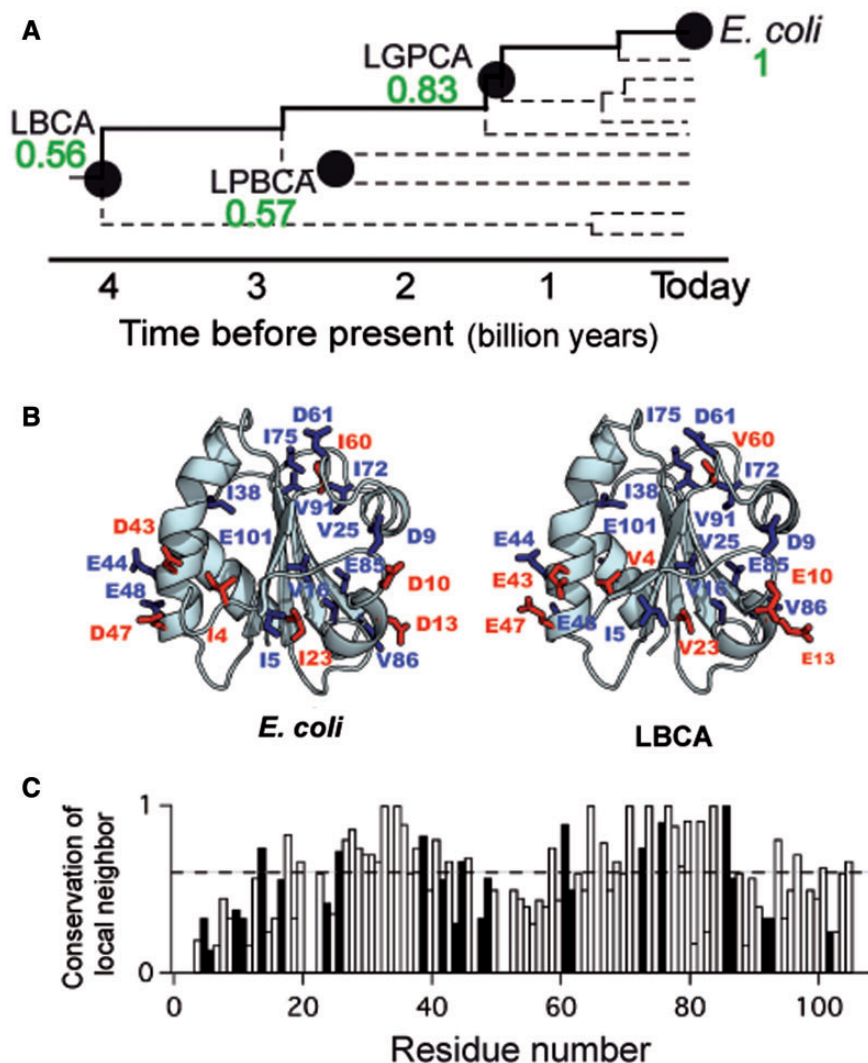 A
E. coli
1
LGPCA
0.83
LBCA
0.56
LPBCA
0.57
4 3 2 1 Today
Time before present (billion years)
B
D61
I75 I60
I72
I38
V91
D43 E101 V25 D9
E44 E85 D10
E48 V16
D47 I4 D13
I5 I23 V86
E. coli
I75 D61
V60
I38 I72
V91
E101 V25 D9
E44 E85
E43 V4 E10
V16
E47 E48 V86
I5 V23 E13
LBCA
C
Conservation of
local neighbor
1
0
0 20 40 60 80 100
Residue number